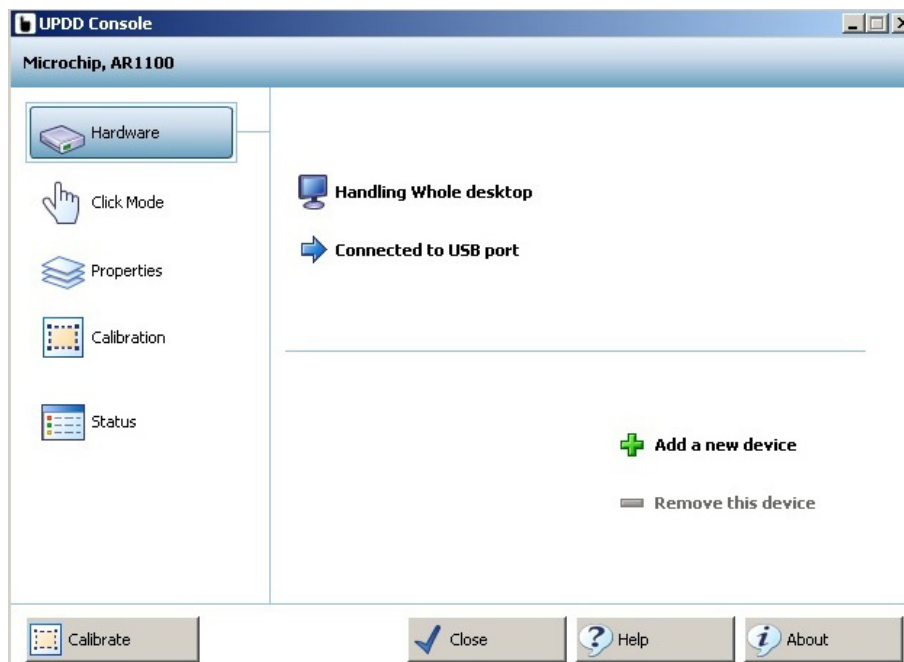 UPDD Console
Microchip, AR1100
Hardware
Click Mode
Properties
Calibration
Status
Handling Whole desktop
Connected to USB port
Add a new device
Remove this device
Calibrate
Close
Help
About